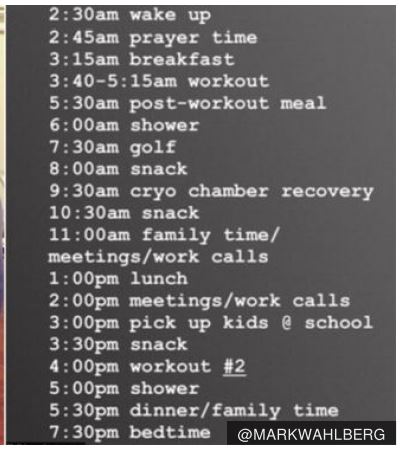 2:30am wake up
2:45am prayer time
3:15am breakfast
3:40-5:15am workout
5:30am post-workout meal
6:00am shower
7:30am golf
8:00am snack
9:30am cryo chamber recovery
10:30am snack
11:00am family time/
meetings/work calls
1:00pm lunch
2:00pm meetings/work calls
3:00pm pick up kids @ school
3:30pm snack
4:00pm workout #2
5:00pm shower
5:30pm dinner/family time
7:30pm bedtime
@MARKWAHLBERG